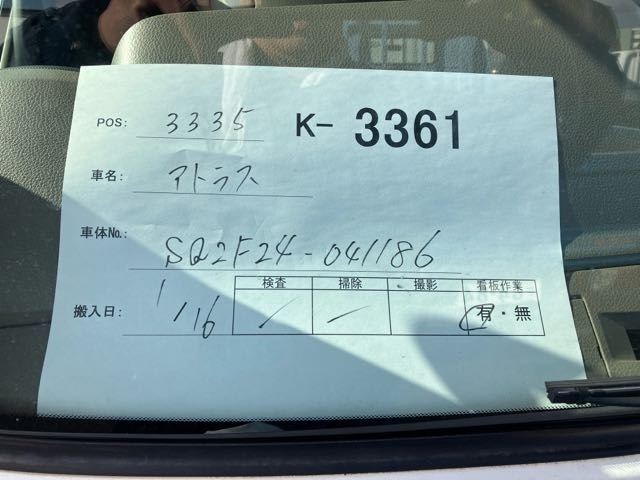 POS: 3335 K- 3361
車名: アトラス
車体No.: SQ2F24-041186
検査 掃除 撮影 看板作業
搬入日: 1/16 ／ ／ 有・無